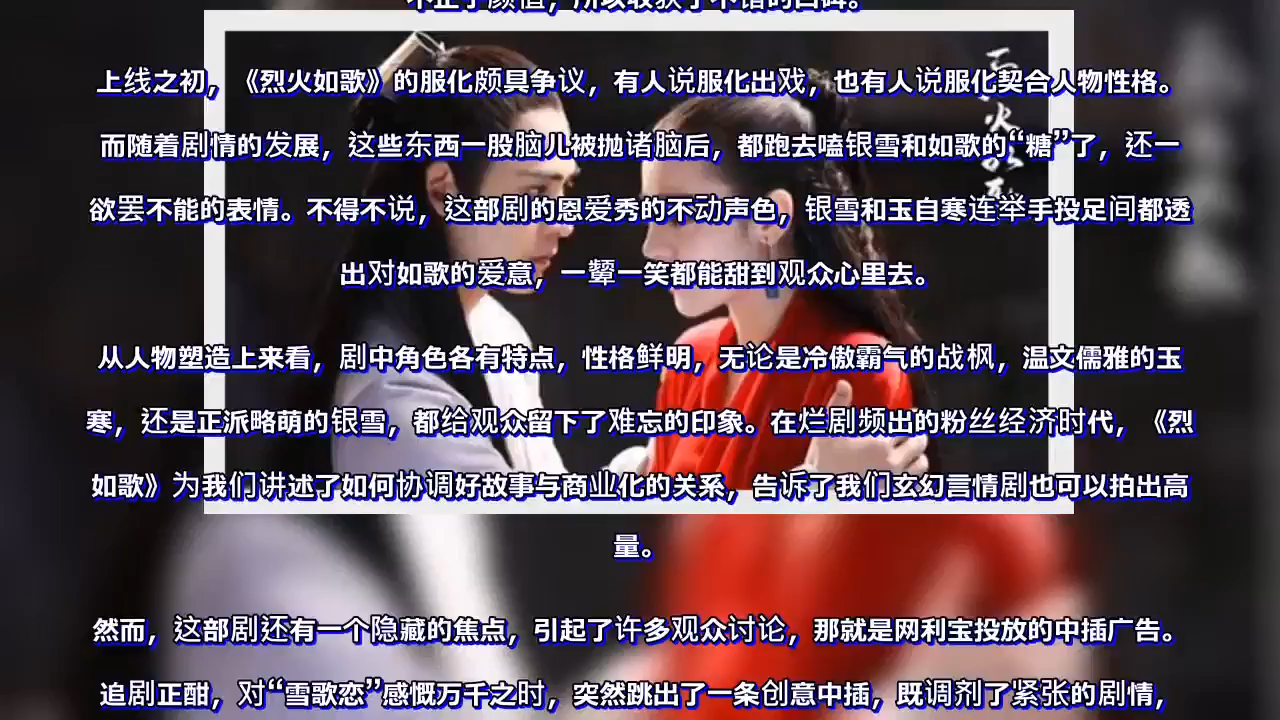 不止于颜值，所以收获了不错的口碑。
上线之初，《烈火如歌》的服化颇具争议，有人说服化出戏，也有人说服化契合人物性格。
而随着剧情的发展，这些东西一股脑儿被抛诸脑后，都跑去嗑银雪和如歌的“糖”了，还一
欲罢不能的表情。不得不说，这部剧的恩爱秀的不动声色，银雪和玉自寒连举手投足间都透
出对如歌的爱意，一颦一笑都能甜到观众心里去。
从人物塑造上来看，剧中角色各有特点，性格鲜明，无论是冷傲霸气的战枫，温文儒雅的玉
寒，还是正派略萌的银雪，都给观众留下了难忘的印象。在烂剧频出的粉丝经济时代，《烈
如歌》为我们讲述了如何协调好故事与商业化的关系，告诉了我们玄幻言情剧也可以拍出高
量。
然而，这部剧还有一个隐藏的焦点，引起了许多观众讨论，那就是网利宝投放的中插广告。
追剧正酣，对“雪歌恋”感慨万千之时，突然跳出了一条创意中插，既调剂了紧张的剧情，